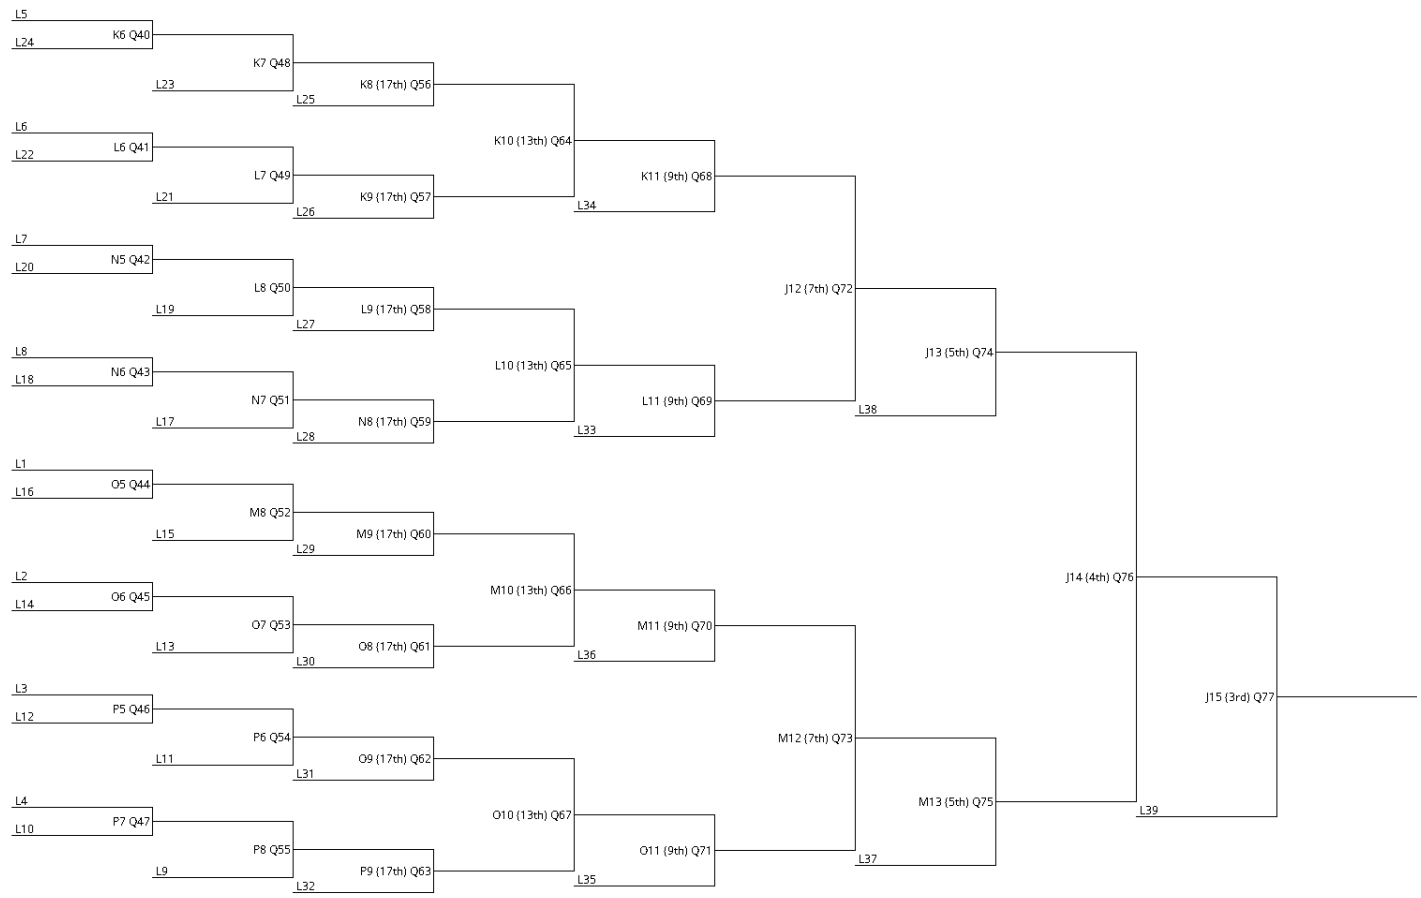 L5
K6 Q40
L24
K7 Q48
L23
K8 (17th) Q56
L25
L6
L6 Q41
K10 (13th) Q64
L22
L7 Q49
K11 (9th) Q68
L21
K9 (17th) Q57
L34
L26
L7
N5 Q42
L20
L8 Q50
J12 (7th) Q72
L19
L9 (17th) Q58
L27
L8
J13 (5th) Q74
L10 (13th) Q65
N6 Q43
L18
N7 Q51
L11 (9th) Q69
L38
L17
N8 (17th) Q59
L33
L28
L1
O5 Q44
L16
M8 Q52
L15
M9 (17th) Q60
L29
L2
J14 (4th) Q76
M10 (13th) Q66
O6 Q45
L14
O7 Q53
M11 (9th) Q70
L13
O8 (17th) Q61
L36
L30
L3
J15 (3rd) Q77
P5 Q46
L12
P6 Q54
M12 (7th) Q73
L11
O9 (17th) Q62
L31
L4
M13 (5th) Q75
L39
O10 (13th) Q67
P7 Q47
L10
P8 Q55
O11 (9th) Q71
L37
L9
P9 (17th) Q63
L35
L32